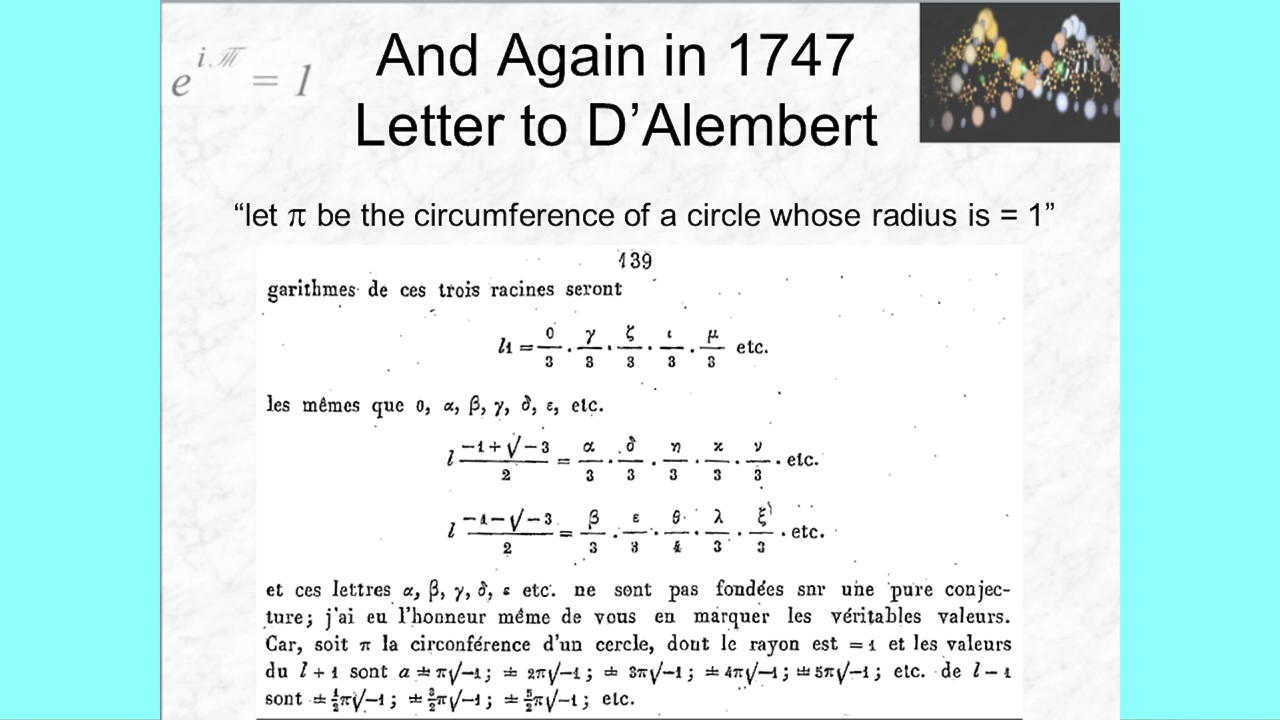 e^{i.π} = 1
And Again in 1747
Letter to D’Alembert
“let π be the circumference of a circle whose radius is = 1”
139
garithmes de ces trois racines seront
l1 = 0/3 · γ/3 · ζ/3 · ι/3 · μ/3 etc.
les mêmes que 0, α, β, γ, δ, ε, etc.
l (−1+√−3)/2 = α/3 · δ/3 · η/3 · κ/3 · ν/3 · etc.
l (−1−√−3)/2 = β/3 · ε/3 · θ/4 · λ/3 · ξ/3 · etc.
et ces lettres α, β, γ, δ, ε etc. ne sont pas fondées snr une pure conjec-
ture; j'ai eu l'honneur même de vous en marquer les véritables valeurs.
Car, soit π la circonférence d'un cercle, dont le rayon est = 1 et les valeurs
du l + 1 sont a ± π√−1; ± 2π√−1; ± 3π√−1; ± 4π√−1; ± 5π√−1; etc. de l − 1
sont ± 1/2 π√−1; ± 3/2 π√−1; ± 5/2 π√−1; etc.